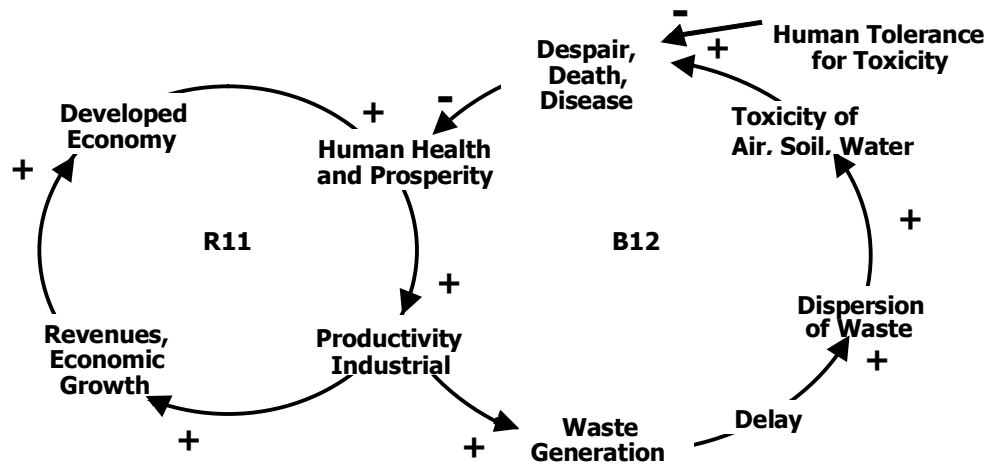 -
Human Tolerance
for Toxicity
+
Despair,
Death,
Disease
Developed
Economy
+
-
Toxicity of
Air, Soil, Water
Human Health
and Prosperity
+
R11
B12
+
+
Dispersion
of Waste
Revenues,
Economic
Growth
Productivity
Industrial
+
Delay
Waste
Generation
+
+